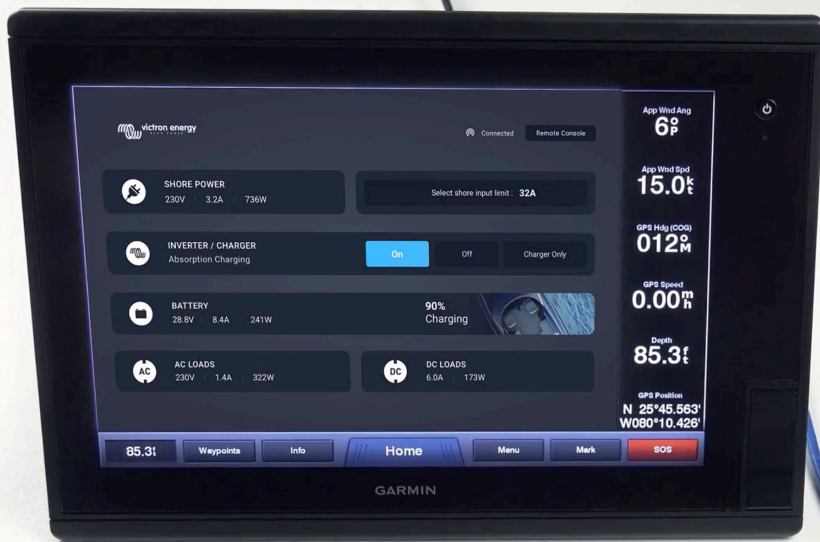 victron energy
BLUE POWER
Connected
Remote Console
SHORE POWER
230V 3.2A 736W
Select shore input limit : 32A
INVERTER / CHARGER
Absorption Charging
On
Off
Charger Only
BATTERY
28.8V 8.4A 241W
90%
Charging
AC
AC LOADS
230V 1.4A 322W
DC
DC LOADS
6.0A 173W
App Wnd Ang
6°P
App Wnd Spd
15.0kt
GPS Hdg (COG)
012°M
GPS Speed
0.00mh
Depth
85.3ft
GPS Position
N 25°45.563'
W080°10.426'
85.3ft
Waypoints
Info
Home
Menu
Mark
SOS
GARMIN